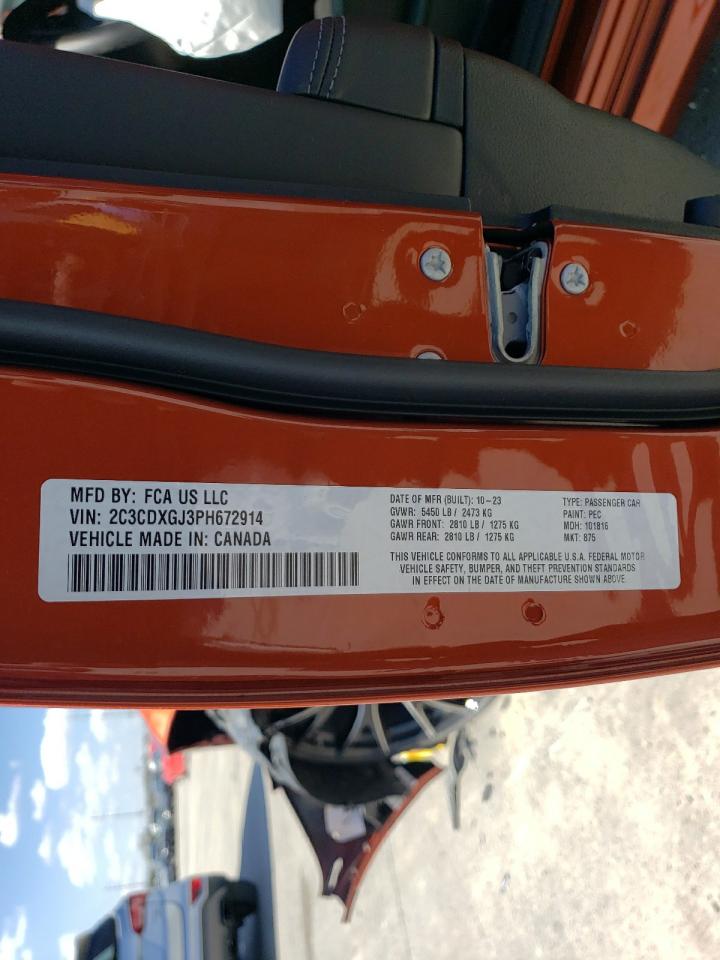 MFD BY: FCA US LLC
VIN: 2C3CDXGJ3PH672914
VEHICLE MADE IN: CANADA
DATE OF MFR (BUILT): 10-23
GVWR: 5450 LB / 2473 KG
GAWR FRONT: 2810 LB / 1275 KG
GAWR REAR: 2810 LB / 1275 KG
TYPE: PASSENGER CAR
PAINT: PEC
MDH: 101816
MKT: 875
THIS VEHICLE CONFORMS TO ALL APPLICABLE U.S.A. FEDERAL MOTOR
VEHICLE SAFETY, BUMPER, AND THEFT PREVENTION STANDARDS
IN EFFECT ON THE DATE OF MANUFACTURE SHOWN ABOVE.